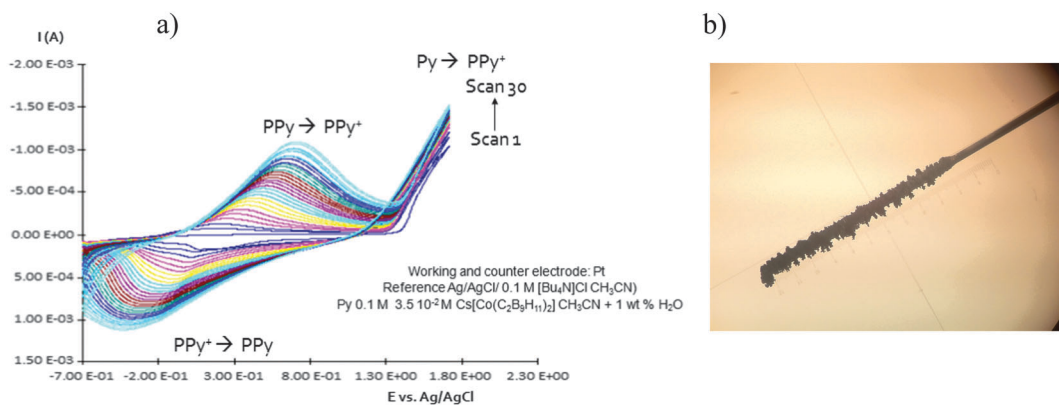 a)
b)
I (A)
-2.00 E-03
-1.50 E-03
-1.00 E-03
-5.00 E-04
0.00 E+00
5.00 E-04
1.00 E-03
1.50 E-03
Py → PPy⁺
Scan 30
Scan 1
PPy → PPy⁺
Working and counter electrode: Pt
Reference Ag/AgCl/ 0.1 M [Bu₄N]Cl CH₃CN)
Py 0.1 M 3.5 10⁻² M Cs[Co(C₂B₉H₁₁)₂] CH₃CN + 1 wt % H₂O
PPy⁺ → PPy
-7.00 E-01
-2.00 E-01
3.00 E-01
8.00 E-01
1.30 E+00
1.80 E+00
2.30 E+00
E vs. Ag/AgCl